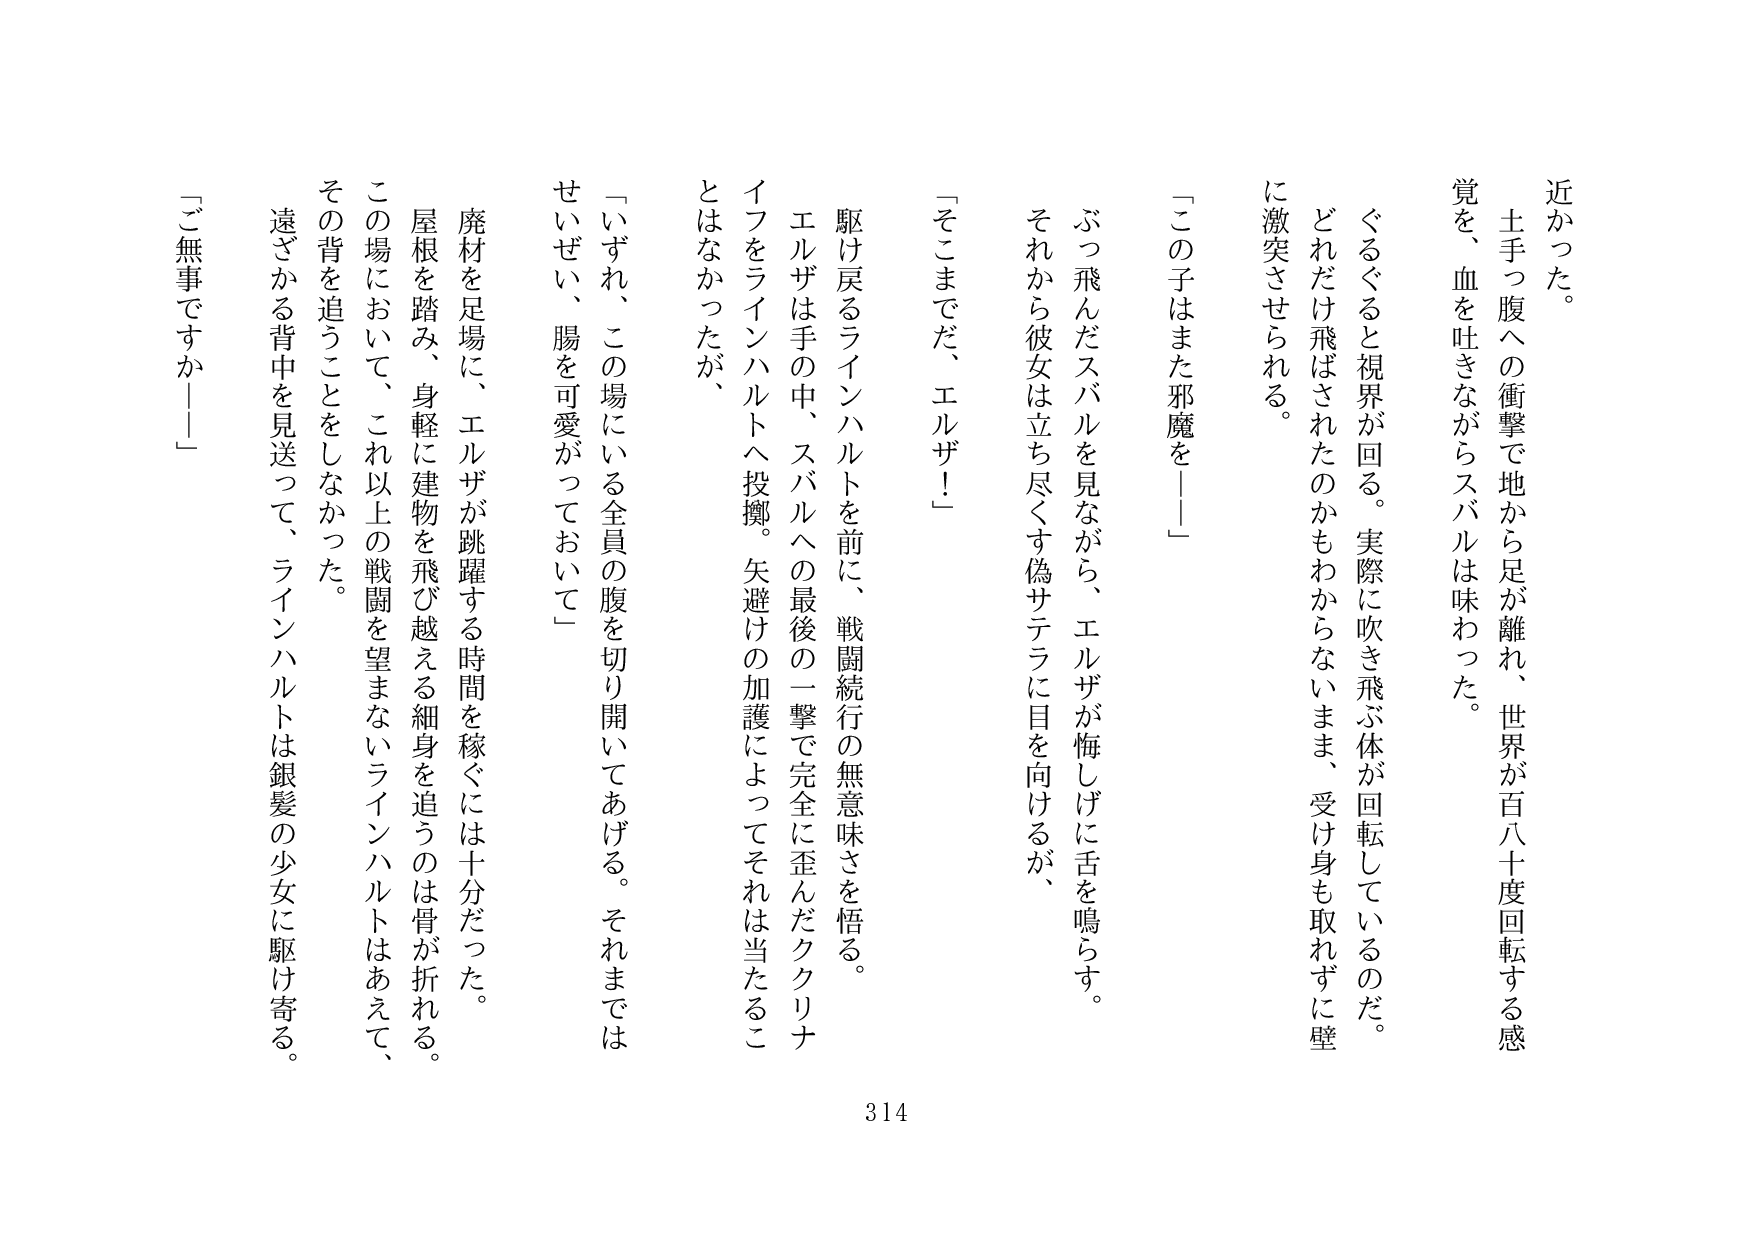 近かった。
　土手っ腹への衝撃で地から足が離れ、世界が百八十度回転する感
覚を、血を吐きながらスバルは味わった。
　ぐるぐると視界が回る。実際に吹き飛ぶ体が回転しているのだ。
　どれだけ飛ばされたのかもわからないまま、受け身も取れずに壁
に激突させられる。
「この子はまた邪魔を――」
　ぶっ飛んだスバルを見ながら、エルザが悔しげに舌を鳴らす。
　それから彼女は立ち尽くす偽サテラに目を向けるが、
「そこまでだ、エルザ！」
　駆け戻るラインハルトを前に、戦闘続行の無意味さを悟る。
　エルザは手の中、スバルへの最後の一撃で完全に歪んだククリナ
イフをラインハルトへ投擲。矢避けの加護によってそれは当たるこ
とはなかったが、
「いずれ、この場にいる全員の腹を切り開いてあげる。それまでは
せいぜい、腸を可愛がっておいて」
　廃材を足場に、エルザが跳躍する時間を稼ぐには十分だった。
　屋根を踏み、身軽に建物を飛び越える細身を追うのは骨が折れる。
この場において、これ以上の戦闘を望まないラインハルトはあえて、
その背を追うことをしなかった。
　遠ざかる背中を見送って、ラインハルトは銀髪の少女に駆け寄る。
「ご無事ですか――」
314